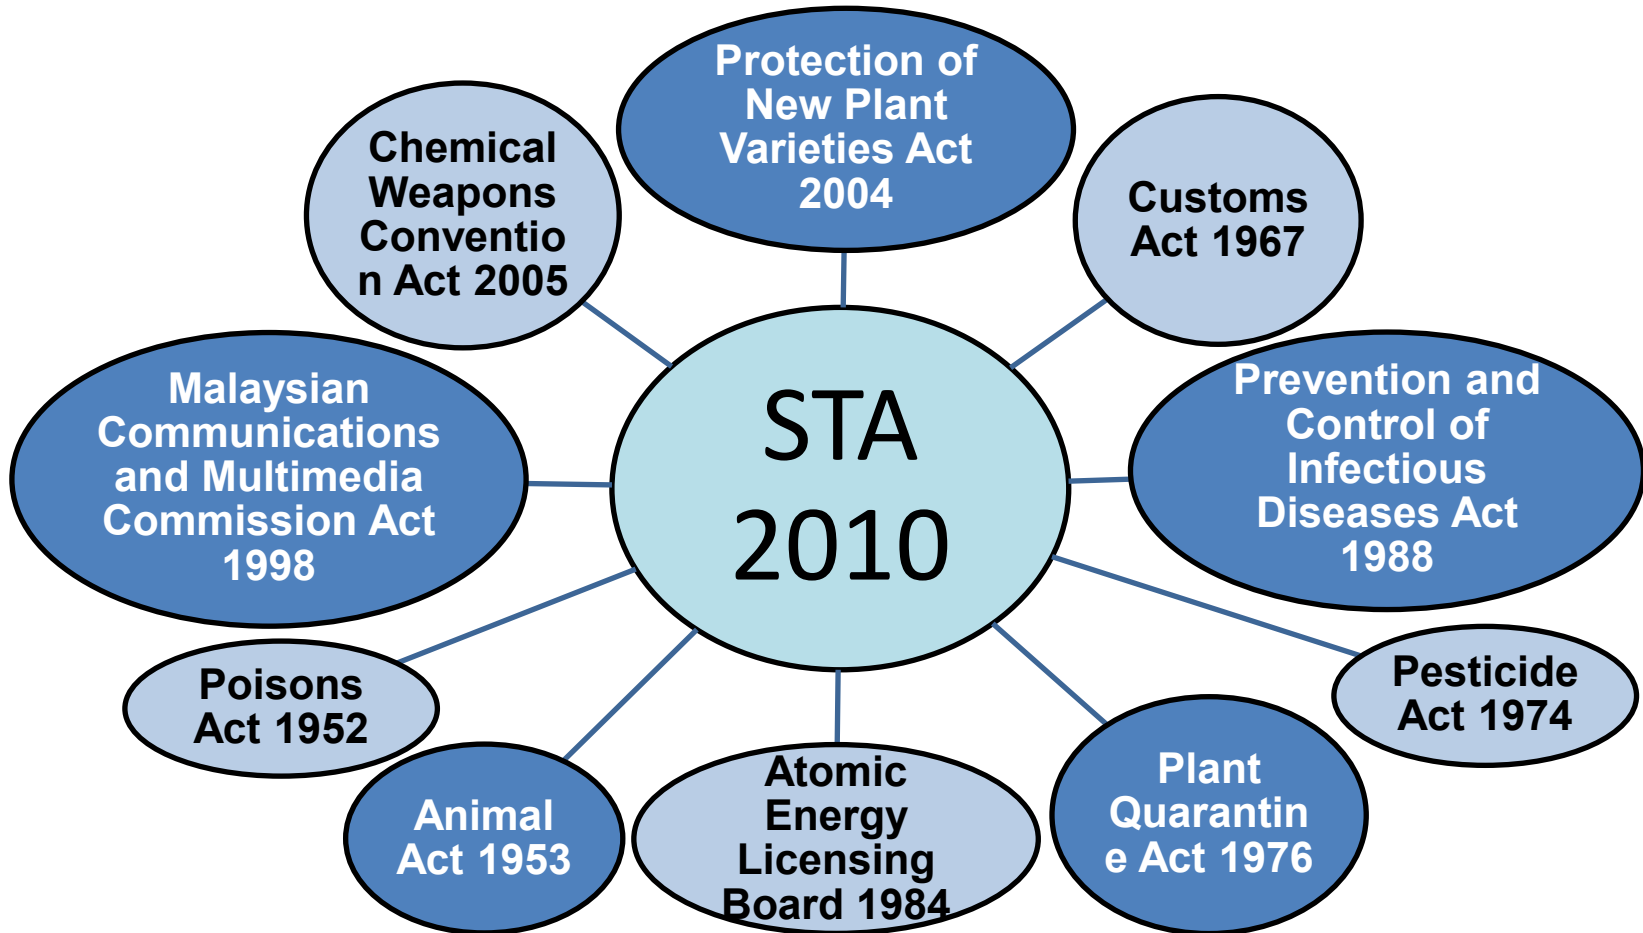 Protection of
New Plant
Varieties Act
2004
Chemical
Weapons
Conventio
n Act 2005
Customs
Act 1967
Malaysian
Communications
and Multimedia
Commission Act
1998
STA
2010
Prevention and
Control of
Infectious
Diseases Act
1988
Poisons
Act 1952
Pesticide
Act 1974
Animal
Act 1953
Atomic
Energy
Licensing
Board 1984
Plant
Quarantin
e Act 1976